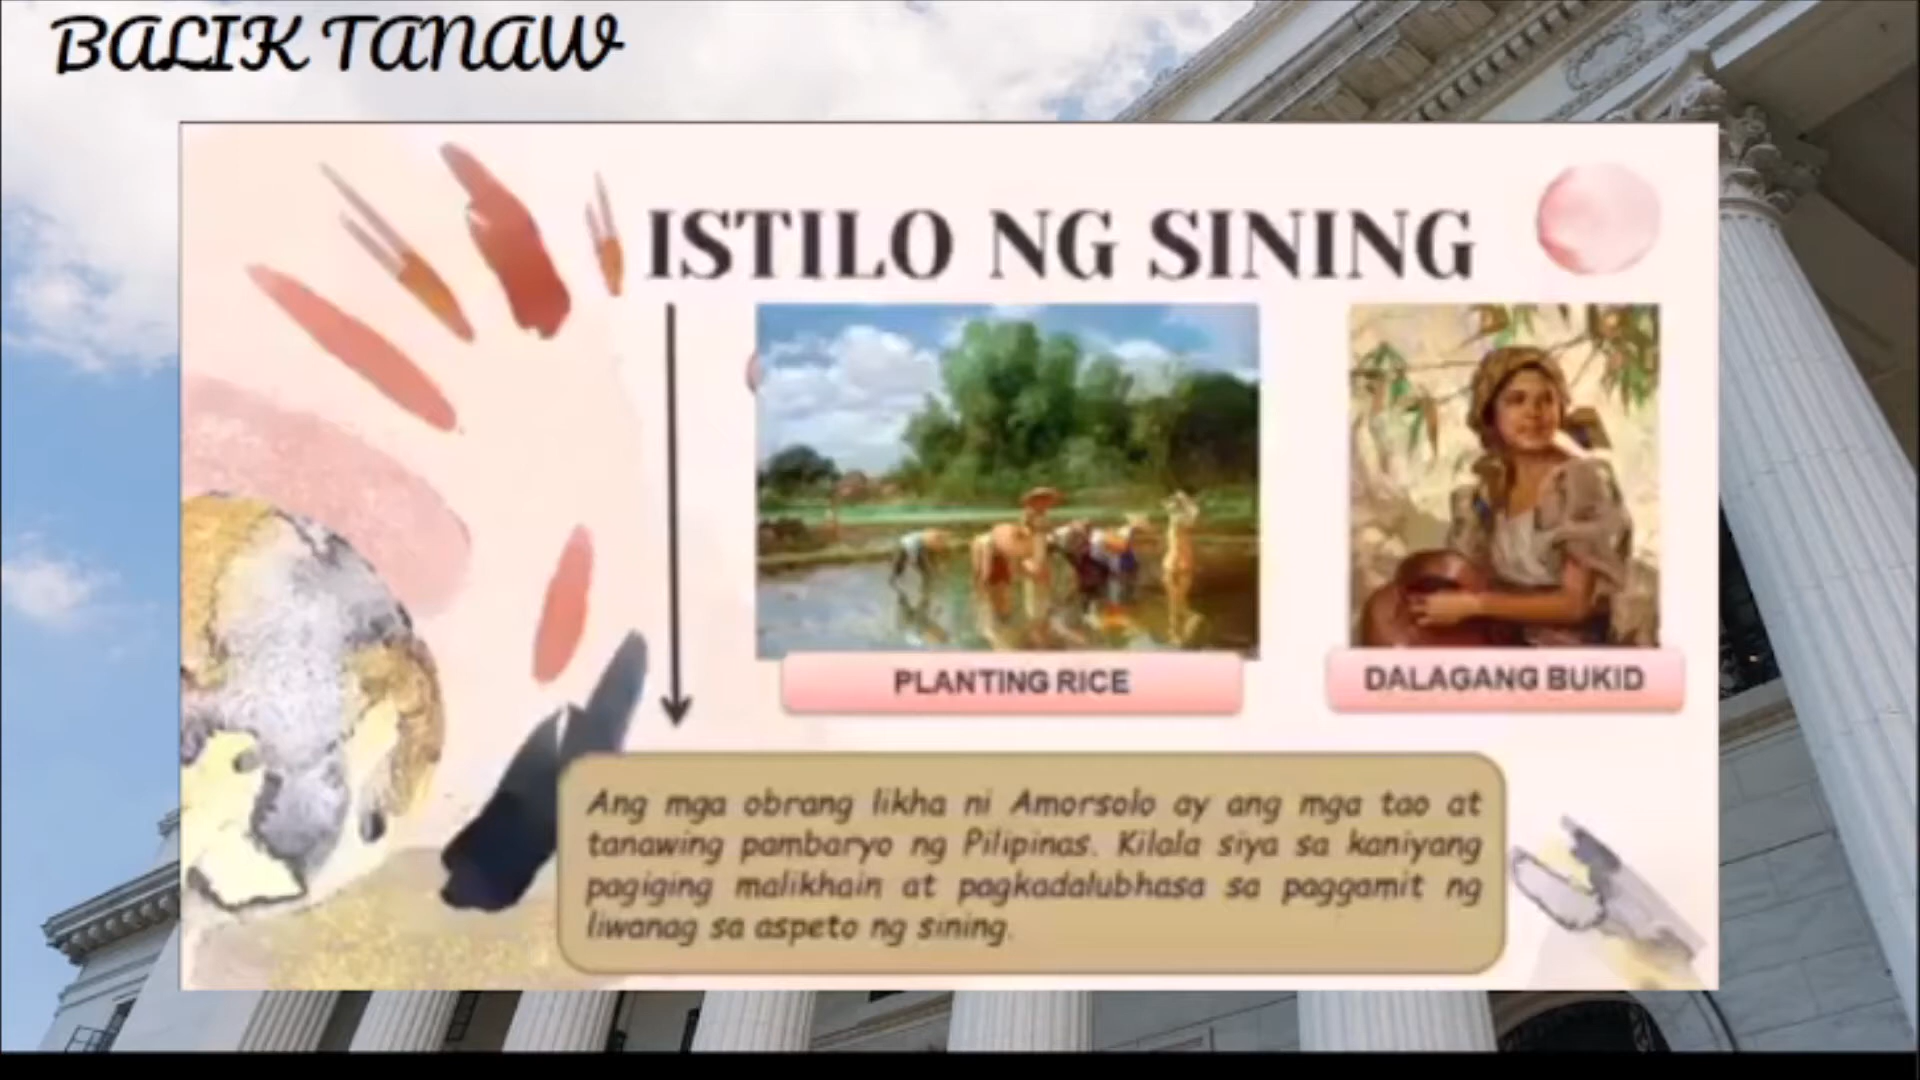 BALIK TANAW
ISTILO NG SINING
PLANTING RICE
DALAGANG BUKID
Ang mga obrang likha ni Amorsolo ay ang mga tao at
tanawing pambaryo ng Pilipinas. Kilala siya sa kaniyang
pagiging malikhain at pagkadalubhasa sa paggamit ng
liwanag sa aspeto ng sining.